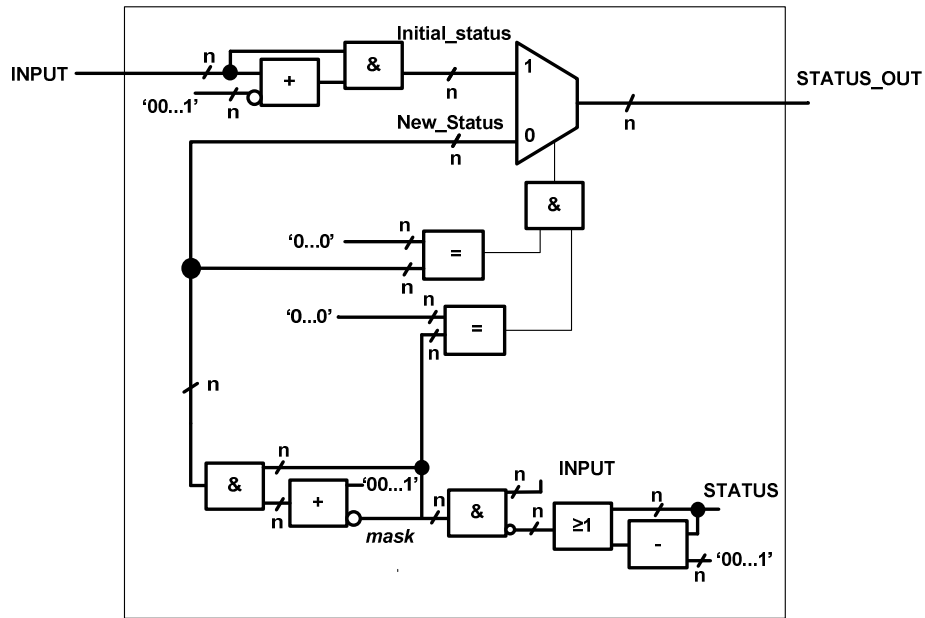 Initial_status
n
&
n
1
INPUT
+
n
STATUS_OUT
'00...1'
n
n
New_Status
0
n
&
'0...0'
n
=
n
n
'0...0'
=
n
n
n
n
INPUT
'00...1'
n
n
STATUS
&
+
n
&
n
≥1
n
mask
-
'00...1'
n